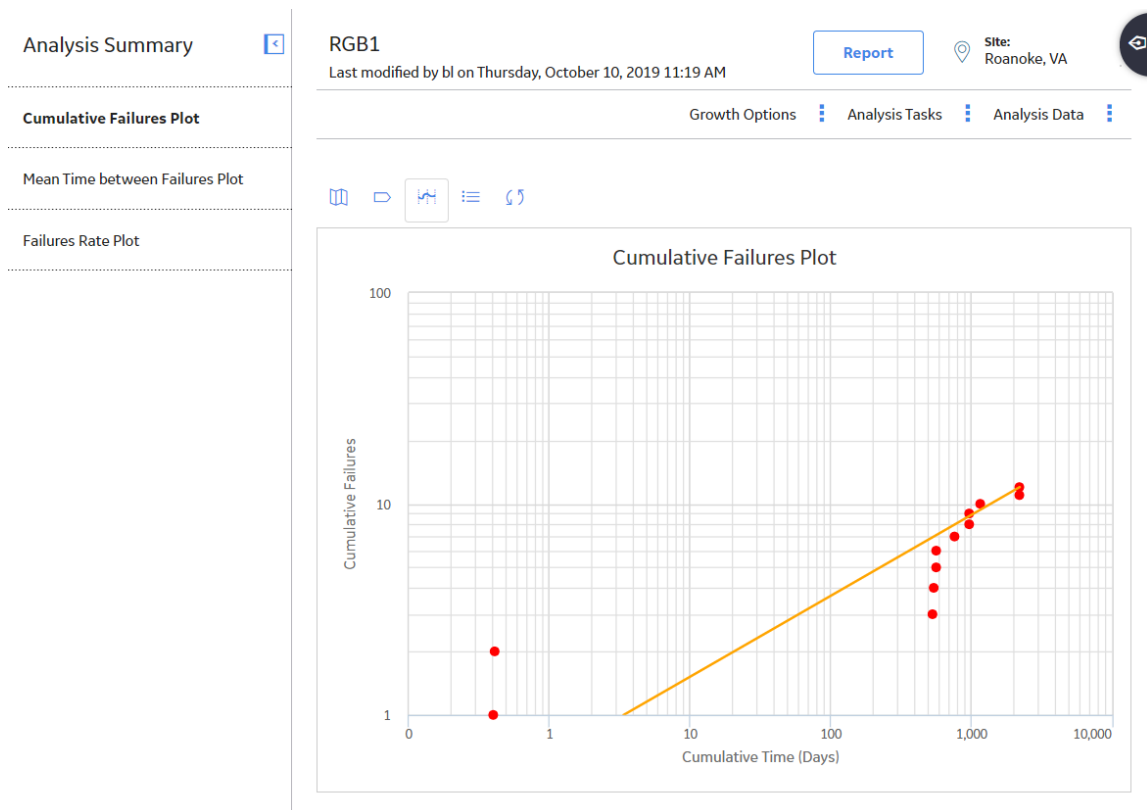 Analysis Summary
Cumulative Failures Plot
Mean Time between Failures Plot
Failures Rate Plot
RGB1
Last modified by bl on Thursday, October 10, 2019 11:19 AM
Report
Site:
Roanoke, VA
Growth Options
Analysis Tasks
Analysis Data
Cumulative Failures Plot
Cumulative Failures
100
10
1
0 1 10 100 1,000 10,000
Cumulative Time (Days)